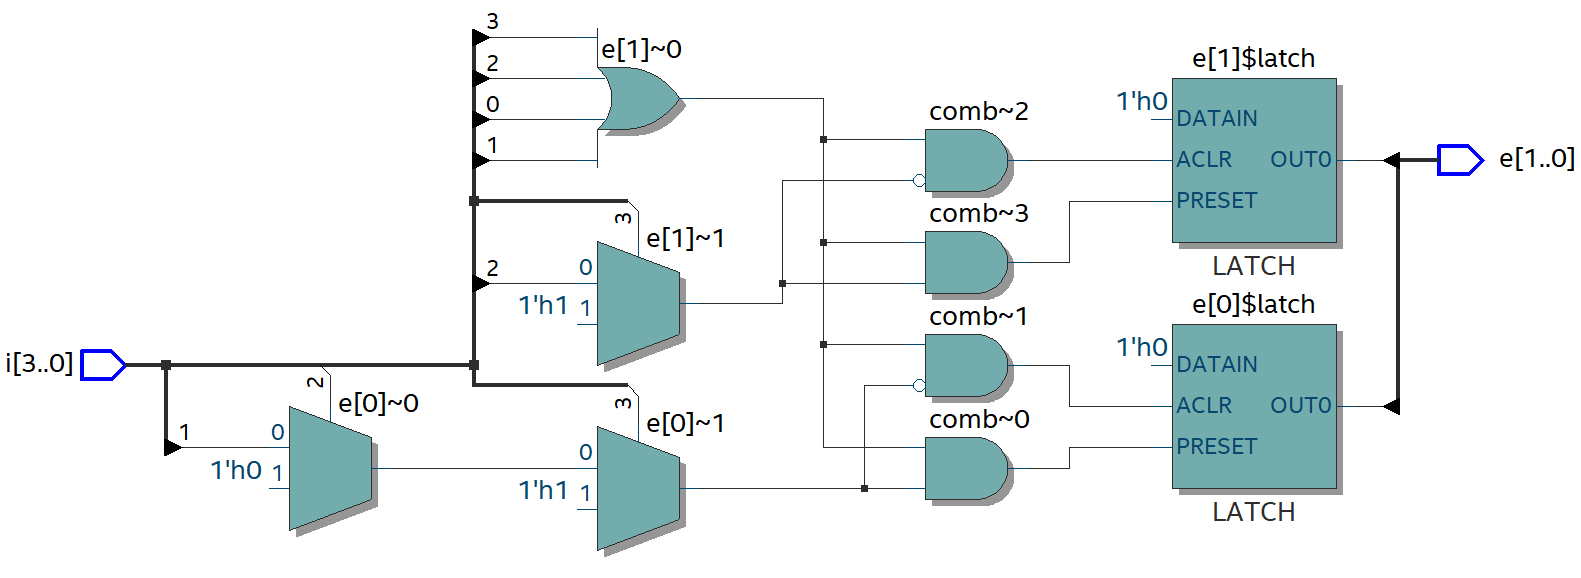 3
e[1]~0
2
0
1
e[1]$latch
1'h0
DATAIN
ACLR OUT0
PRESET
LATCH
comb~2
e[1..0]
comb~3
3
e[1]~1
2
0
1'h1 1
e[0]$latch
1'h0
DATAIN
ACLR OUT0
PRESET
LATCH
comb~1
comb~0
i[3..0]
2
e[0]~0
1
0
1'h0 1
3
e[0]~1
0
1'h1 1